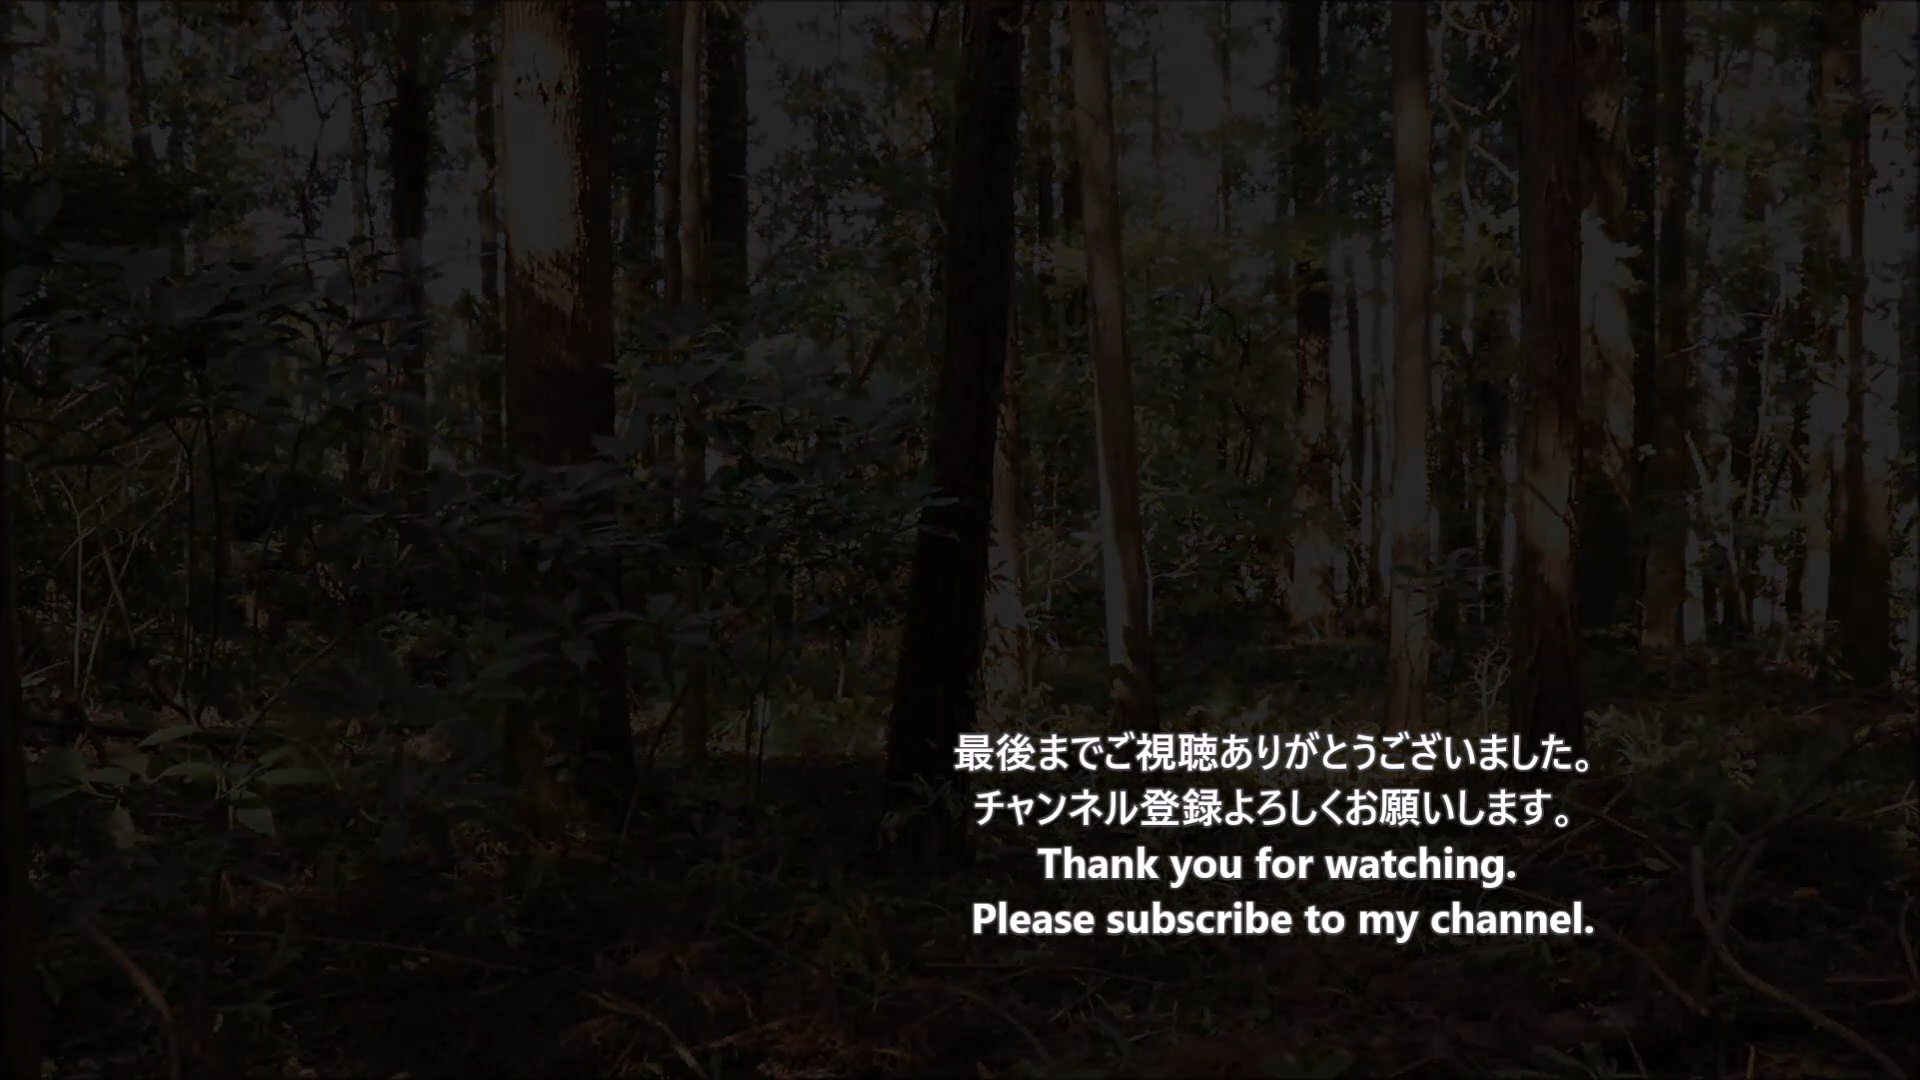 最後までご視聴ありがとうございました。
チャンネル登録よろしくお願いします。
Thank you for watching.
Please subscribe to my channel.